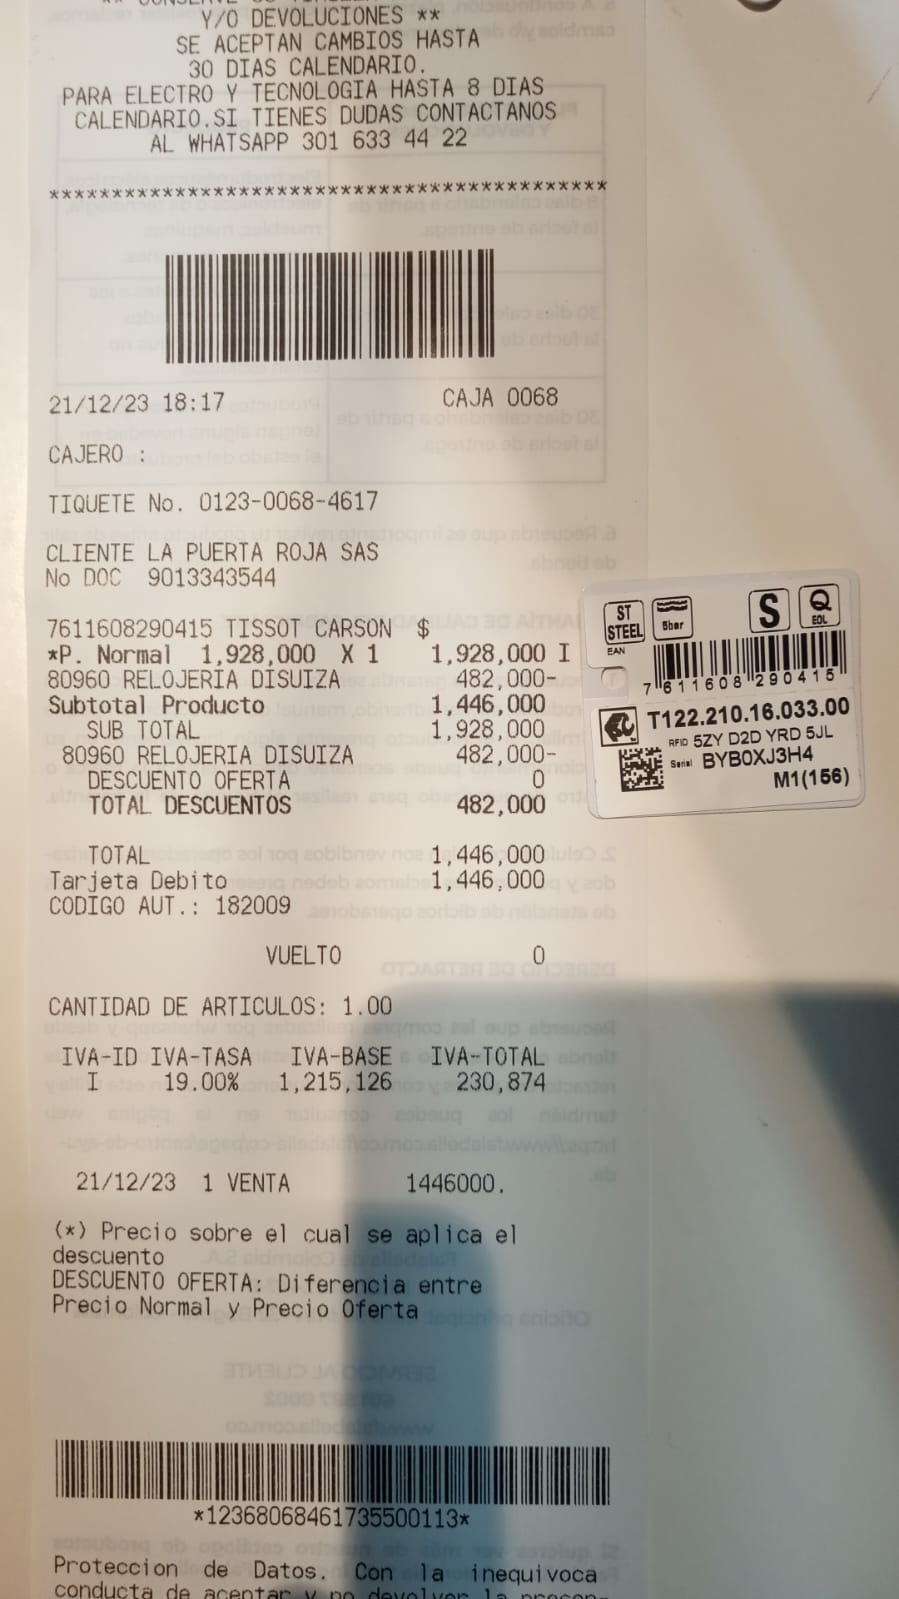 Y/O DEVOLUCIONES **
SE ACEPTAN CAMBIOS HASTA
30 DIAS CALENDARIO.
PARA ELECTRO Y TECNOLOGIA HASTA 8 DIAS
CALENDARIO.SI TIENES DUDAS CONTACTANOS
AL WHATSAPP 301 633 44 22
********************************************
21/12/23 18:17 CAJA 0068
CAJERO :
TIQUETE No. 0123-0068-4617
CLIENTE LA PUERTA ROJA SAS
No DOC 9013343544
7611608290415 TISSOT CARSON $
*P. Normal 1,928,000 X 1 1,928,000 I
80960 RELOJERIA DISUIZA 482,000-
Subtotal Producto 1,446,000
SUB TOTAL 1,928,000
80960 RELOJERIA DISUIZA 482,000-
DESCUENTO OFERTA 0
TOTAL DESCUENTOS 482,000
TOTAL 1,446,000
Tarjeta Debito 1,446,000
CODIGO AUT.: 182009
VUELTO 0
CANTIDAD DE ARTICULOS: 1.00
IVA-ID IVA-TASA IVA-BASE IVA-TOTAL
I 19.00% 1,215,126 230,874
21/12/23 1 VENTA 1446000.
(*) Precio sobre el cual se aplica el
descuento
DESCUENTO OFERTA: Diferencia entre
Precio Normal y Precio Oferta
*12368068461735500113*
Proteccion de Datos. Con la inequivoca
conducta de aceptar y no devolver la
ST
STEEL
5bar
S
Q
EOL
EAN
7 611608 290415
T122.210.16.033.00
RFID 5ZY D2D YRD 5JL
Serial BYB0XJ3H4
M1(156)